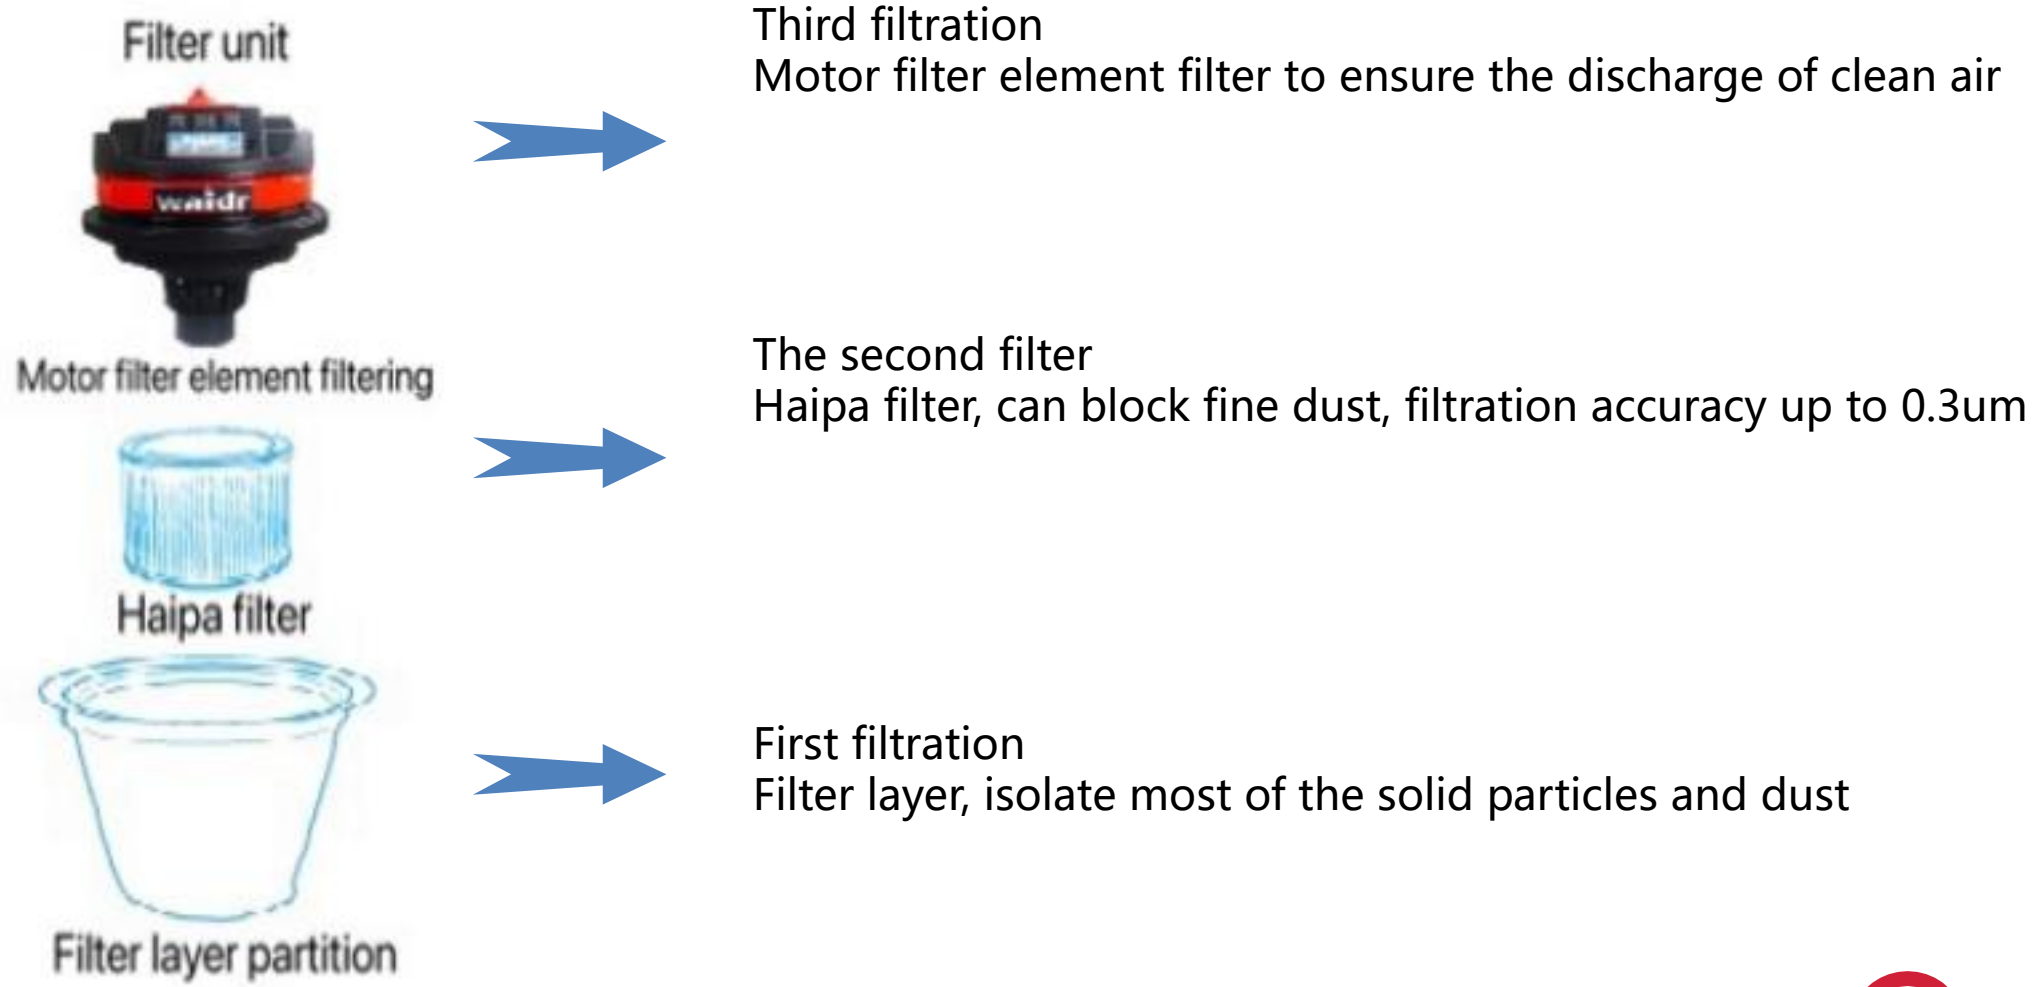 Filter unit
waidr
Motor filter element filtering
Haipa filter
Filter layer partition
Third filtration
Motor filter element filter to ensure the discharge of clean air
The second filter
Haipa filter, can block fine dust, filtration accuracy up to 0.3um
First filtration
Filter layer, isolate most of the solid particles and dust